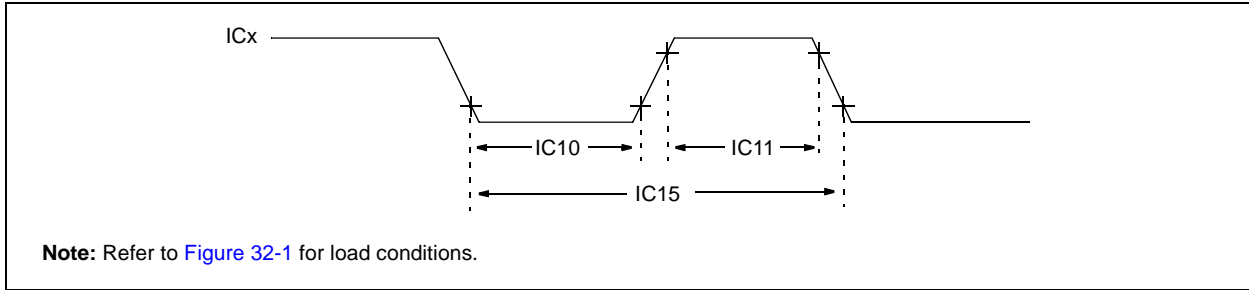 ICx
IC10
IC11
IC15
Note: Refer to Figure 32-1 for load conditions.